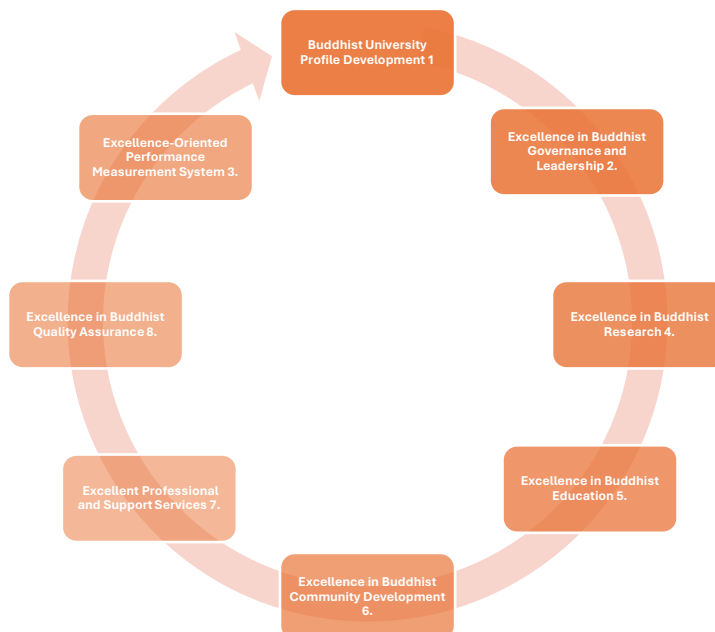 Buddhist University
Profile Development 1
Excellence in Buddhist
Governance and
Leadership 2.
Excellence in Buddhist
Research 4.
Excellence in Buddhist
Education 5.
Excellence in Buddhist
Community Development
6.
Excellent Professional
and Support Services 7.
Excellence in Buddhist
Quality Assurance 8.
Excellence-Oriented
Performance
Measurement System 3.